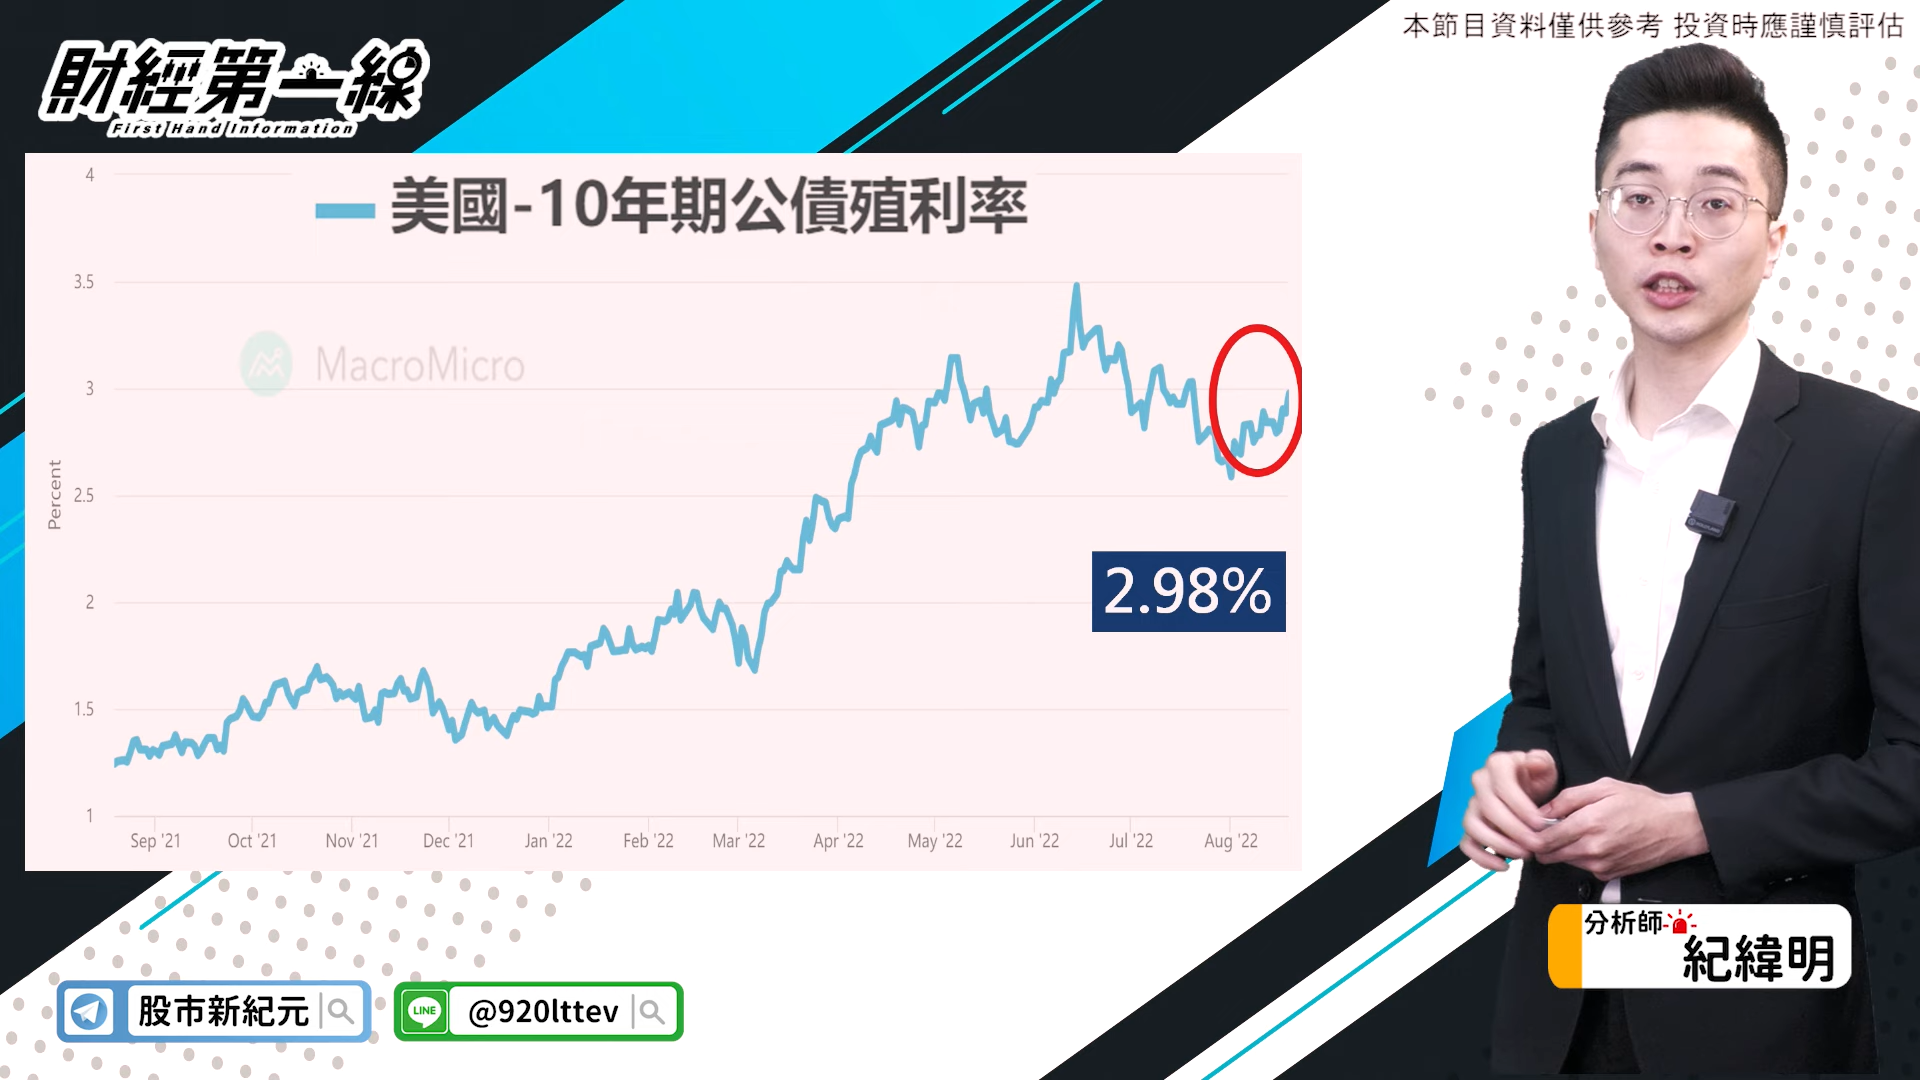 本節目資料僅供參考 投資時應謹慎評估
財經第一線
First Hand Information
美國-10年期公債殖利率
MacroMicro
Percent
4
3.5
3
2.5
2
1.5
1
2.98%
Sep '21 Oct '21 Nov '21 Dec '21 Jan '22 Feb '22 Mar '22 Apr '22 May '22 Jun '22 Jul '22 Aug '22
分析師
紀緯明
股市新紀元
LINE @920lttev